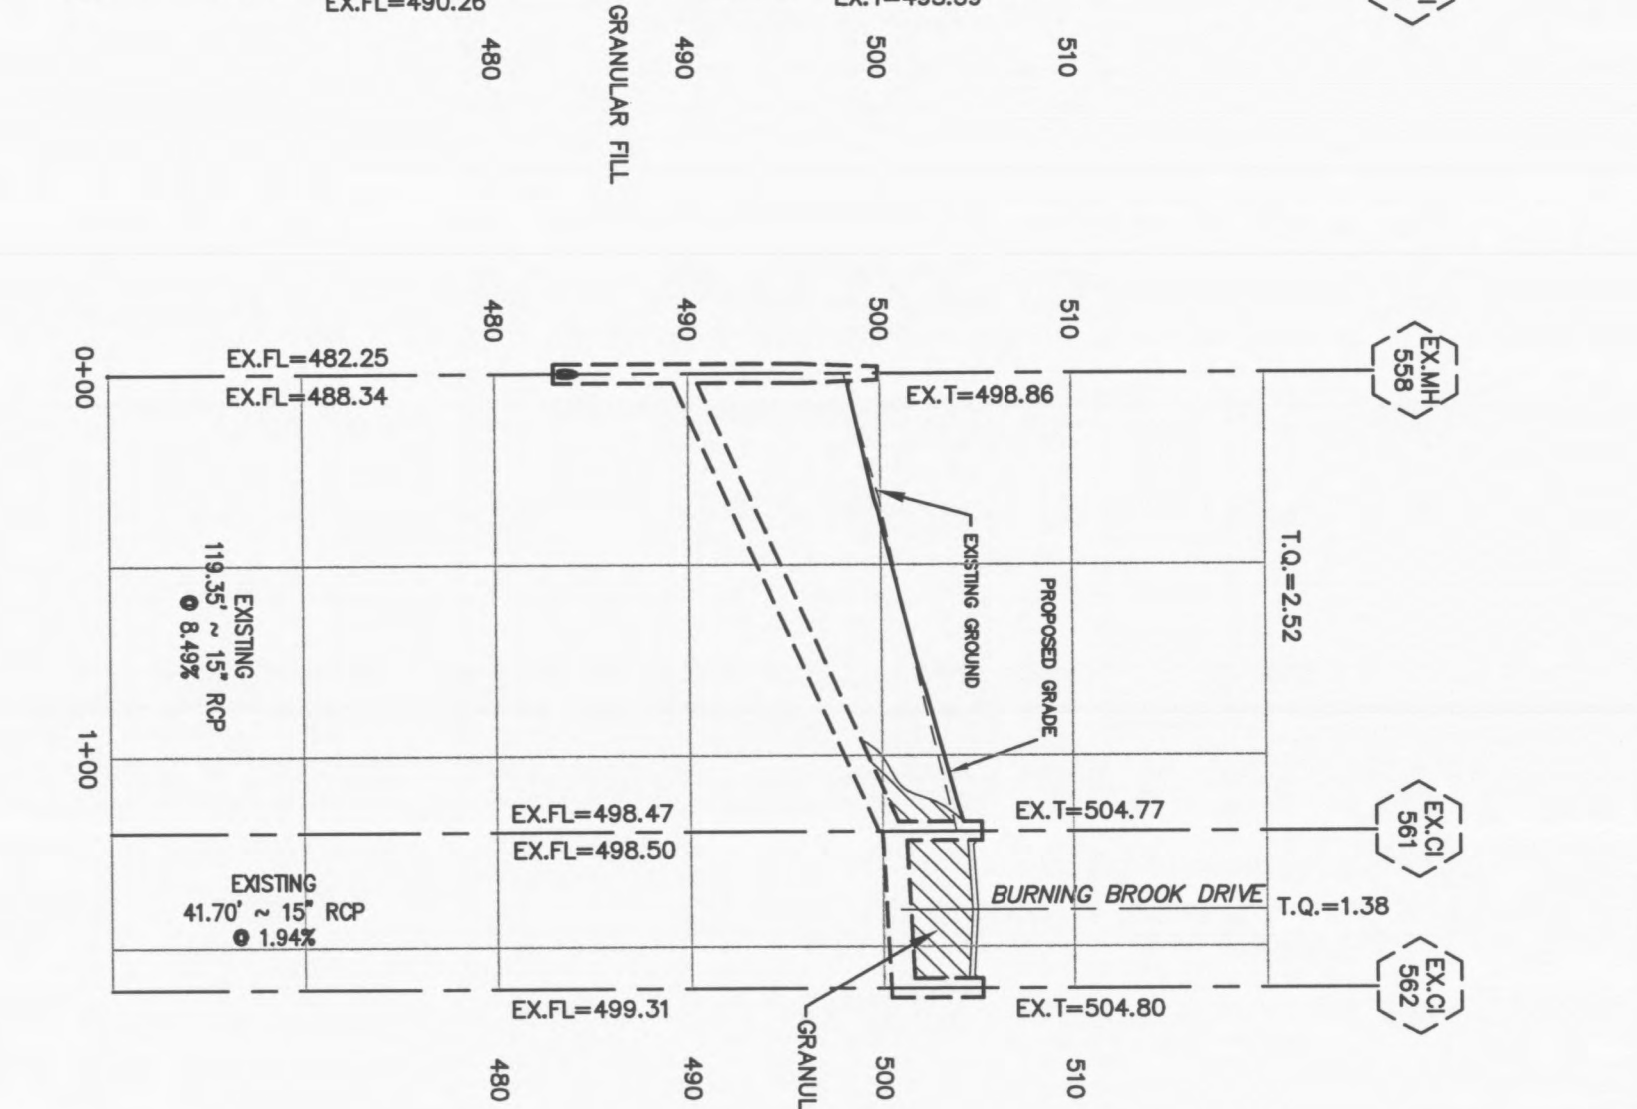 EX.FL=490.26
EX.T=495.89
480
GRANULAR FILL
490
500
510
480
490
500
510
EX.MH
558
0+00
EX.FL=482.25
EX.FL=488.34
EX.T=498.86
T.Q.=2.52
EXISTING GROUND
PROPOSED GRADE
EXISTING
119.35' ~ 15" RCP
@ 8.49%
1+00
EX.FL=498.47
EX.T=504.77
EX.CI
561
EX.FL=498.50
EXISTING
41.70' ~ 15" RCP
@ 1.94%
BURNING BROOK DRIVE
T.Q.=1.38
EX.CI
562
EX.FL=499.31
EX.T=504.80
GRANUL
480
490
500
510